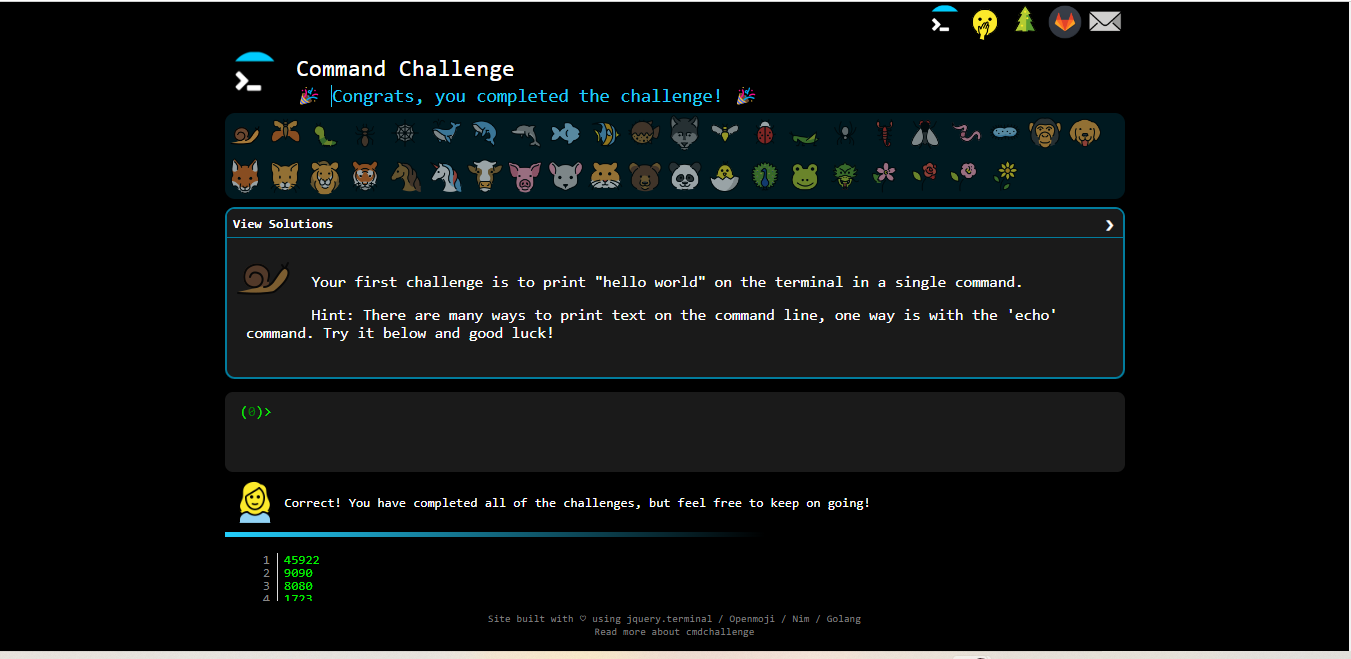 Command Challenge
Congrats, you completed the challenge!
View Solutions
Your first challenge is to print "hello world" on the terminal in a single command.
Hint: There are many ways to print text on the command line, one way is with the 'echo'
command. Try it below and good luck!
(0)>
Correct! You have completed all of the challenges, but feel free to keep on going!
1 45922
2 9090
3 8080
4 1723
Site built with ♡ using jquery.terminal / Openmoji / Nim / Golang
Read more about cmdchallenge